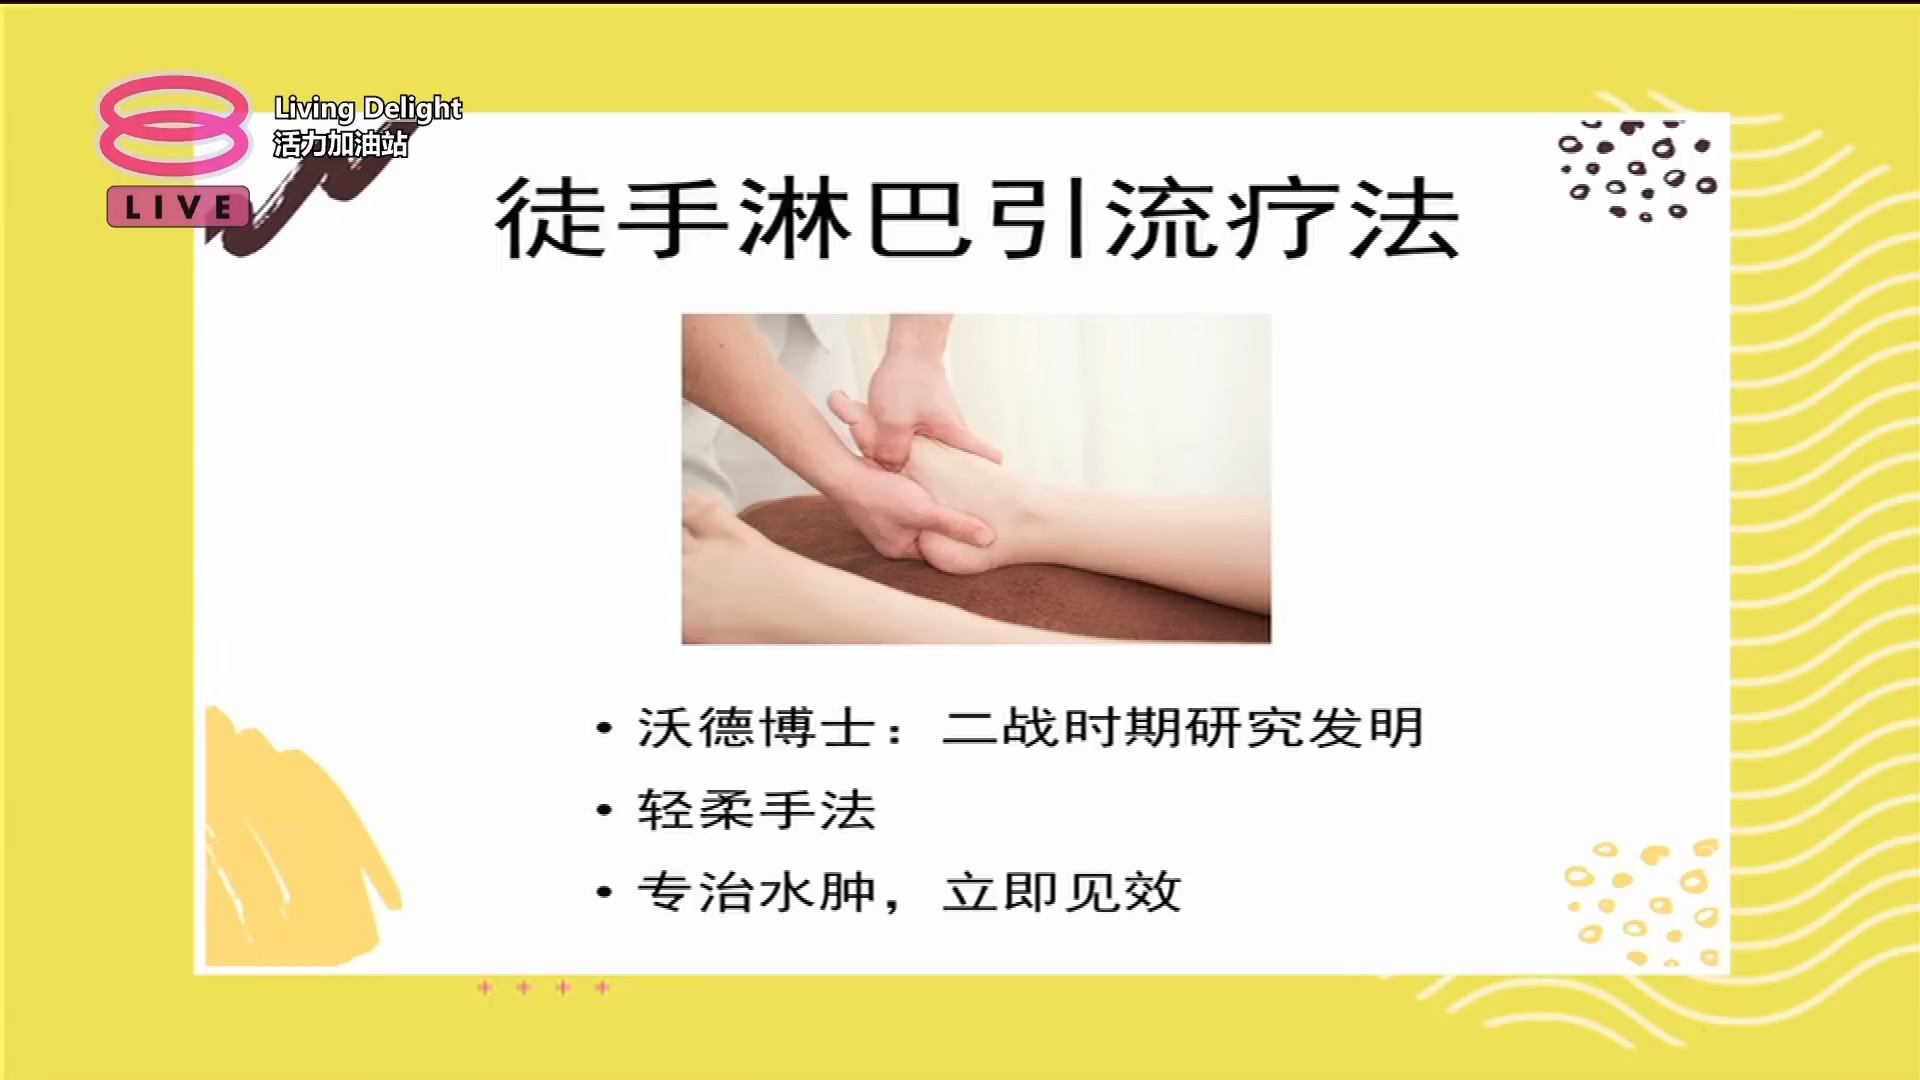 Living Delight
活力加油站
LIVE
徒手淋巴引流疗法
• 沃德博士：二战时期研究发明
• 轻柔手法
• 专治水肿，立即见效